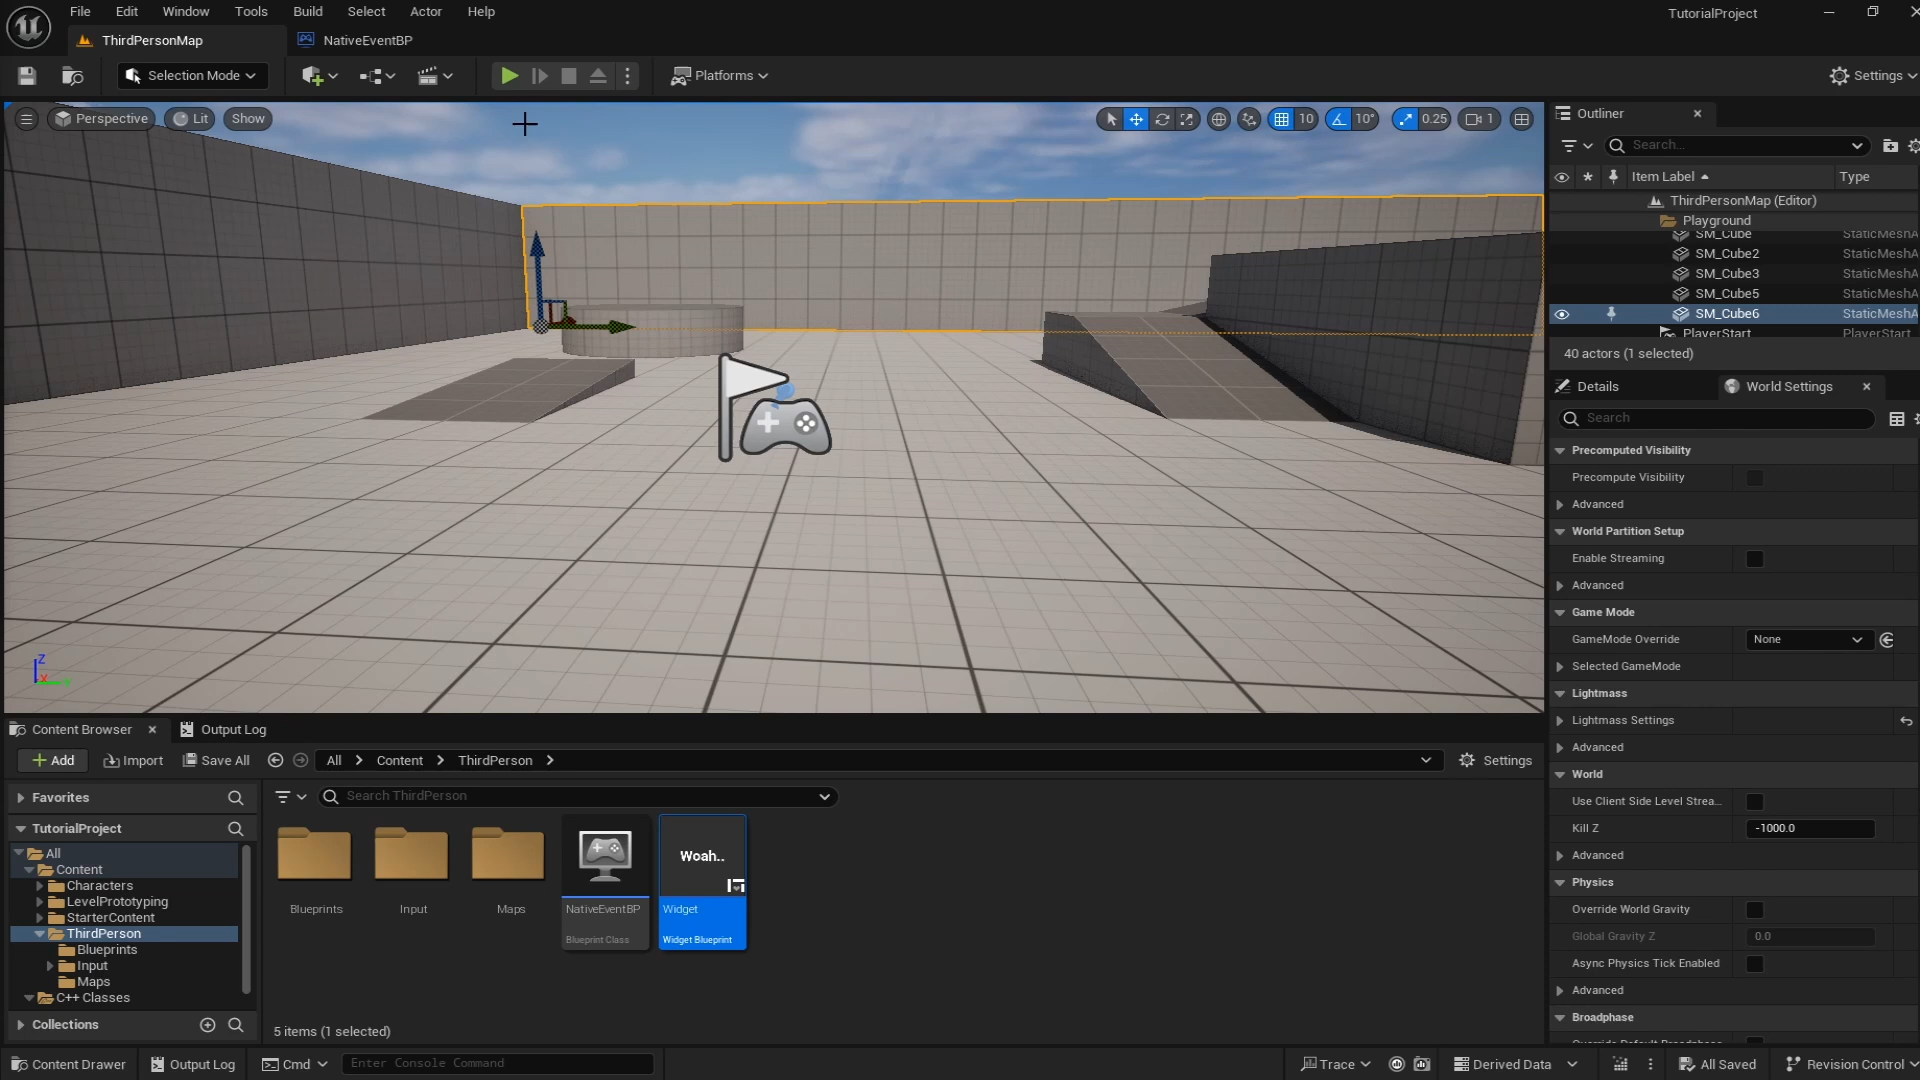 File Edit Window Tools Build Select Actor Help
TutorialProject
ThirdPersonMap
NativeEventBP
Selection Mode
Platforms
Settings
Perspective
Lit
Show
10
10°
0.25
1
Outliner
Search...
Item Label
Type
ThirdPersonMap (Editor)
Playground
SM_Cube StaticMeshA
SM_Cube2 StaticMeshA
SM_Cube3 StaticMeshA
SM_Cube5 StaticMeshA
SM_Cube6 StaticMeshA
PlayerStart PlayerStart
40 actors (1 selected)
Details
World Settings
Search
Precomputed Visibility
Precompute Visibility
Advanced
World Partition Setup
Enable Streaming
Advanced
Game Mode
GameMode Override None
Selected GameMode
Lightmass
Lightmass Settings
Advanced
World
Use Client Side Level Strea...
Kill Z -1000.0
Advanced
Physics
Override World Gravity
Global Gravity Z 0.0
Async Physics Tick Enabled
Advanced
Broadphase
Z
X
Content Browser
Output Log
Add
Import
Save All
All
Content
ThirdPerson
Settings
Favorites
TutorialProject
All
Content
Characters
LevelPrototyping
StarterContent
ThirdPerson
Blueprints
Input
Maps
C++ Classes
Collections
Search ThirdPerson
Blueprints
Input
Maps
NativeEventBP
Blueprint Class
Woah..
Widget
Widget Blueprint
5 items (1 selected)
Content Drawer
Output Log
Cmd
Enter Console Command
Trace
Derived Data
All Saved
Revision Control